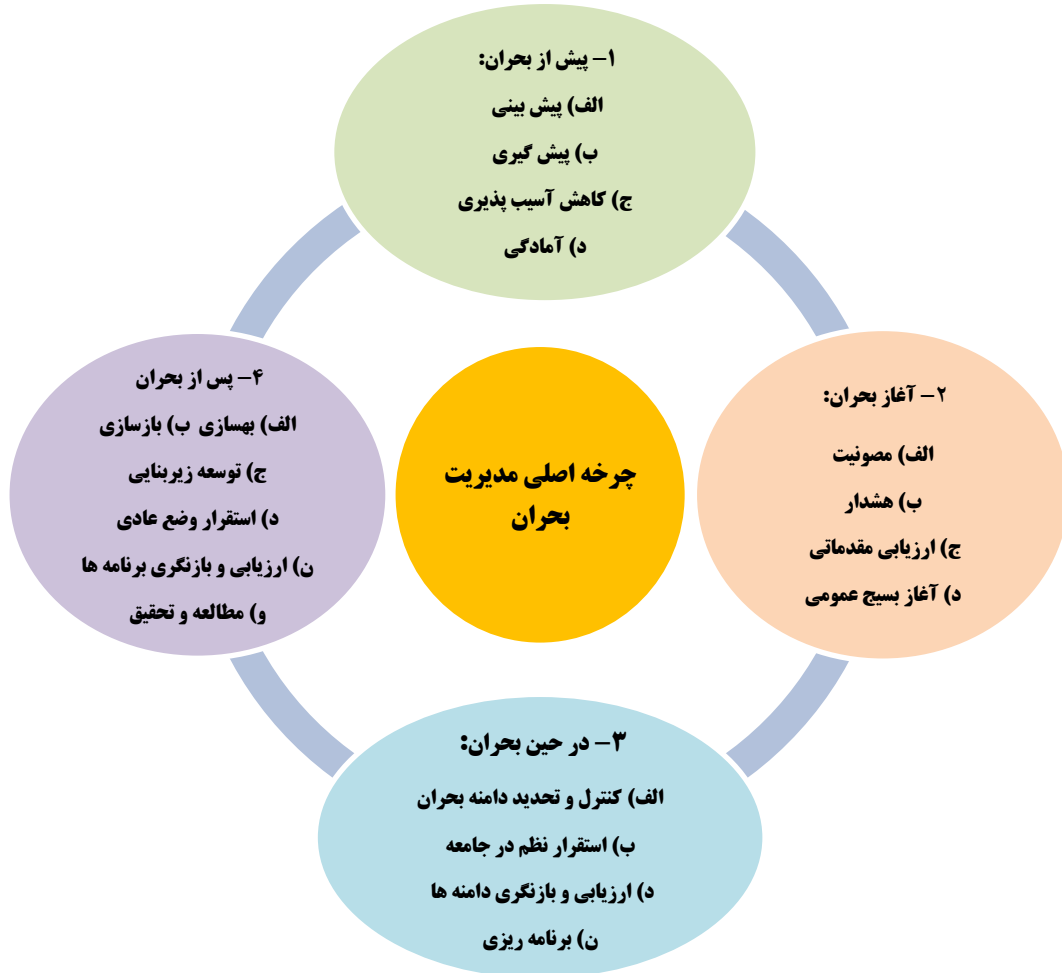 ۱- پیش از بحران:
الف) پیش بینی
ب) پیش گیری
ج) کاهش آسیب پذیری
د) آمادگی
۲- آغاز بحران:
الف) مصونیت
ب) هشدار
ج) ارزیابی مقدماتی
د) آغاز بسیج عمومی
۳- در حین بحران:
الف) کنترل و تحدید دامنه بحران
ب) استقرار نظم در جامعه
د) ارزیابی و بازنگری دامنه ها
ن) برنامه ریزی
۴- پس از بحران
الف) بهسازی ب) بازسازی
ج) توسعه زیربنایی
د) استقرار وضع عادی
ن) ارزیابی و بازنگری برنامه ها
و) مطالعه و تحقیق
چرخه اصلی مدیریت
بحران